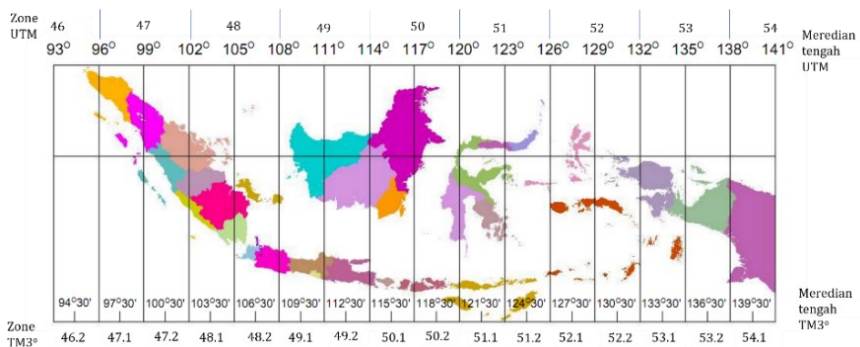 Zone UTM 46 47 48 49 50 51 52 53 54 Meredian tengah UTM
93° 96° 99° 102° 105° 108° 111° 114° 117° 120° 123° 126° 129° 132° 135° 138° 141°
94°30' 97°30' 100°30' 103°30' 106°30' 109°30' 112°30' 115°30' 118°30' 121°30' 124°30' 127°30' 130°30' 133°30' 136°30' 139°30' Meredian tengah TM3°
Zone TM3° 46.2 47.1 47.2 48.1 48.2 49.1 49.2 50.1 50.2 51.1 51.2 52.1 52.2 53.1 53.2 54.1